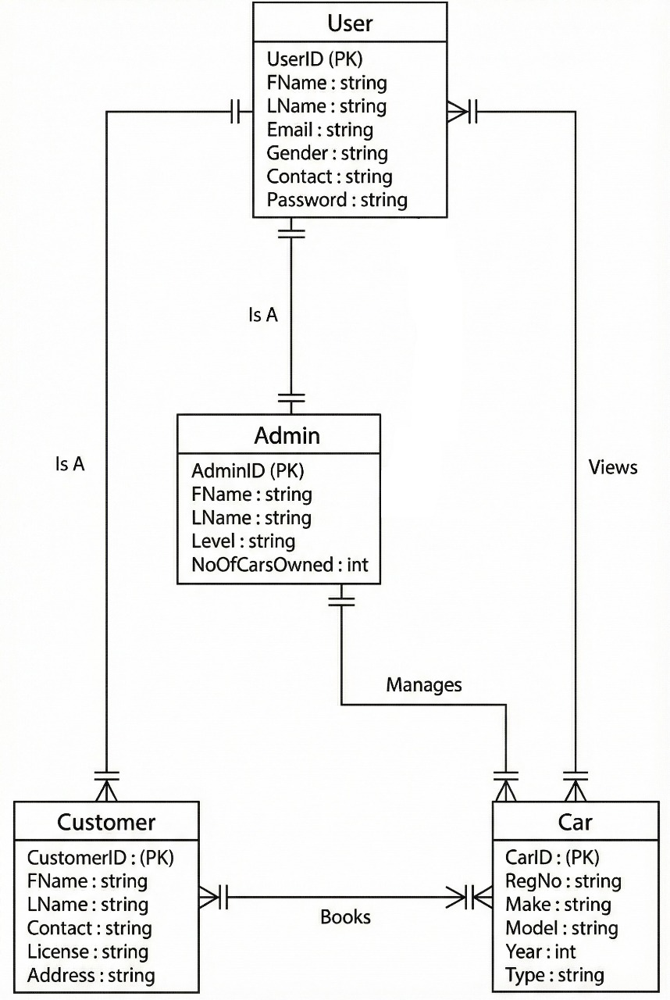 User
UserID (PK)
FName : string
LName : string
Email : string
Gender : string
Contact : string
Password : string
Is A
Admin
AdminID (PK)
FName : string
LName : string
Level : string
NoOfCarsOwned : int
Is A
Views
Manages
Customer
CustomerID : (PK)
FName : string
LName : string
Contact : string
License : string
Address : string
Books
Car
CarID : (PK)
RegNo : string
Make : string
Model : string
Year : int
Type : string